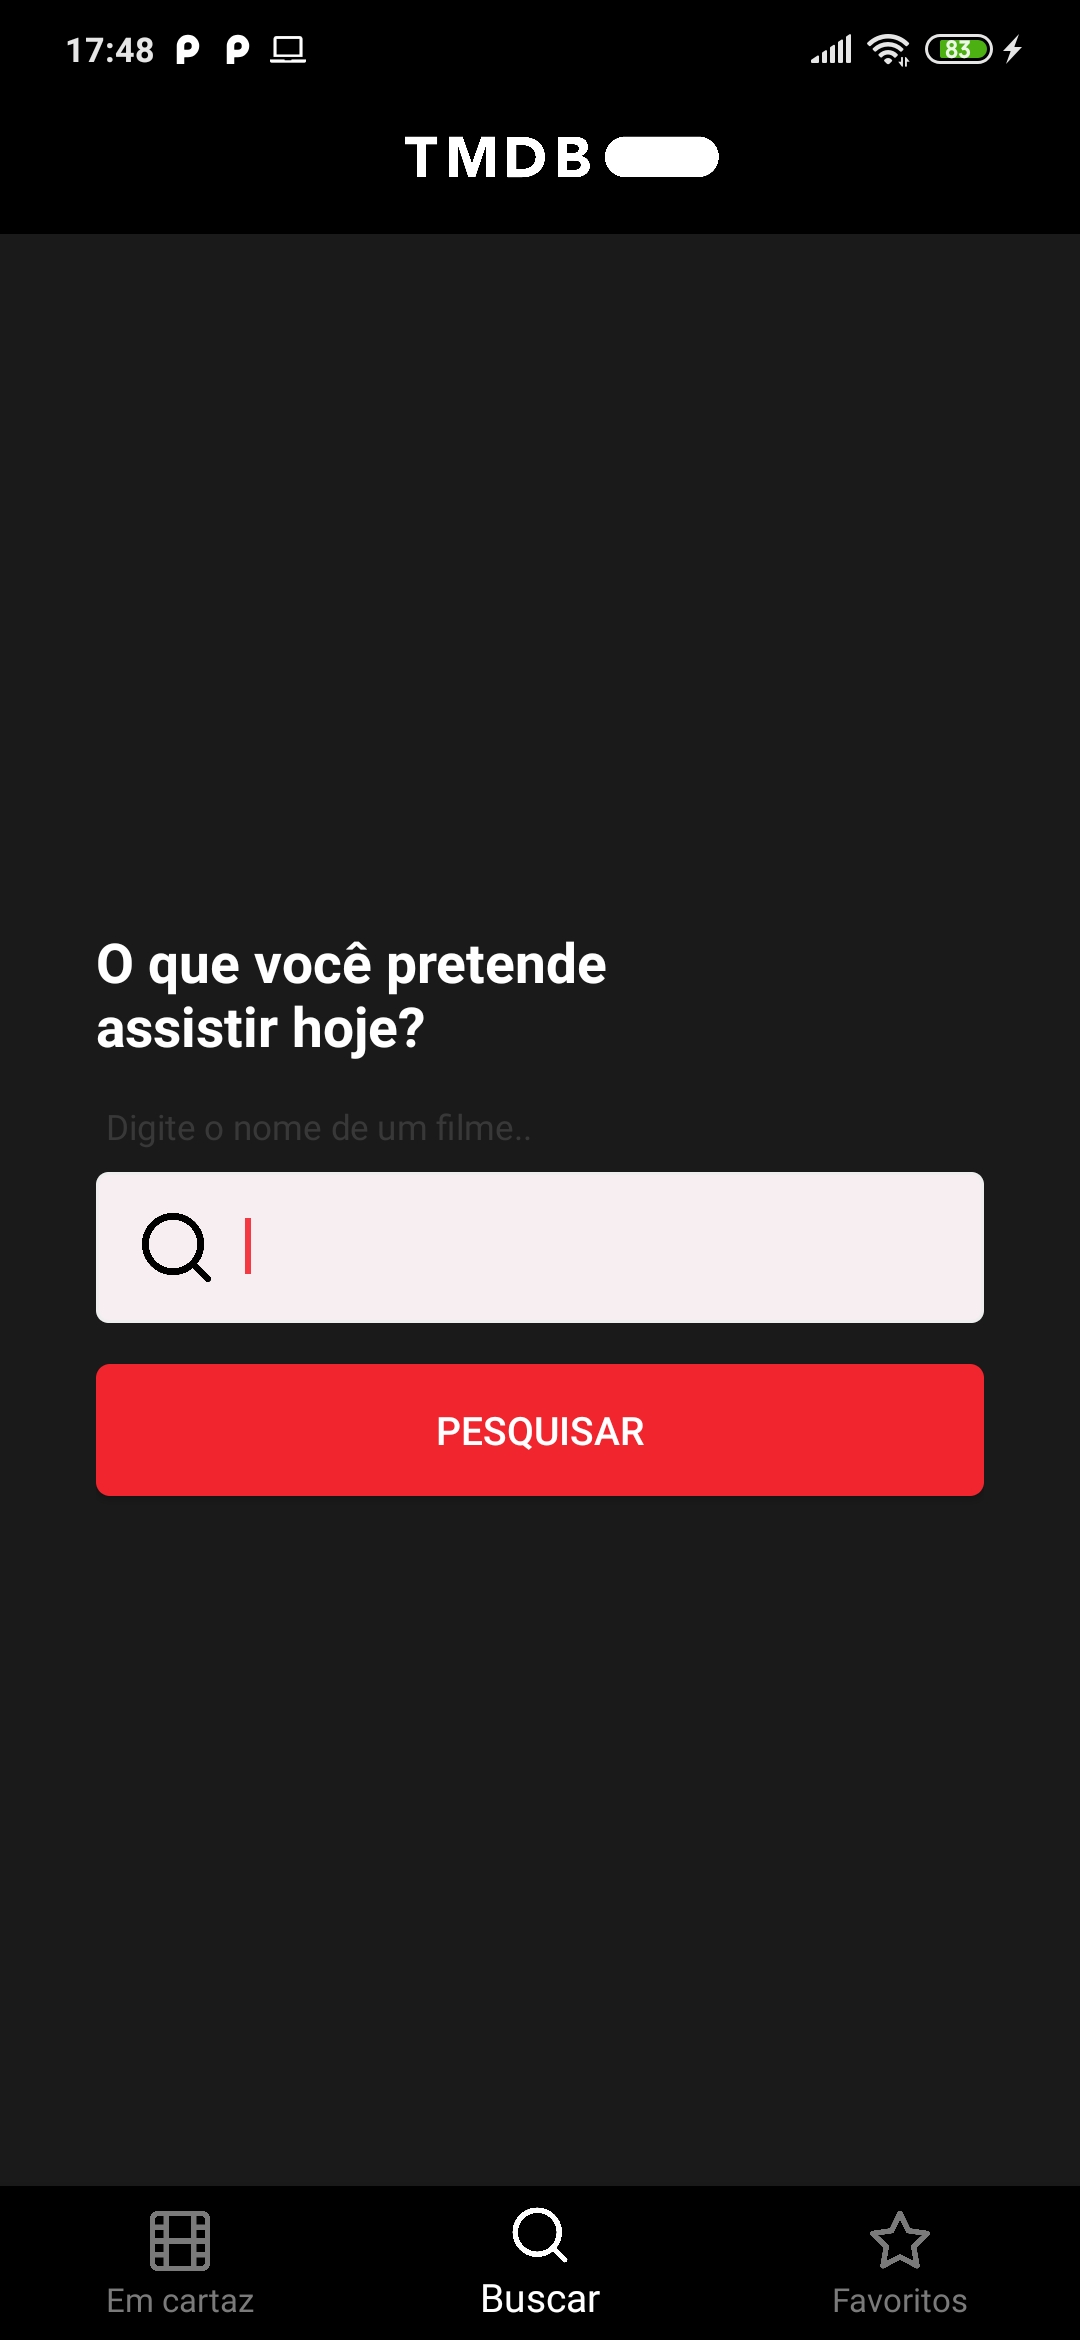 17:48
83
TMDB
O que você pretende
assistir hoje?
Digite o nome de um filme..
PESQUISAR
Em cartaz
Buscar
Favoritos